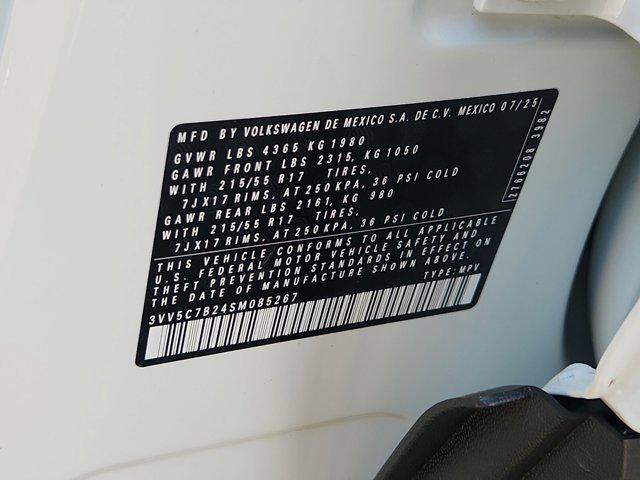 MFD BY VOLKSWAGEN DE MEXICO S.A. DE C.V. MEXICO 07/25
GVWR LBS 4365 KG 1980
GAWR FRONT LBS 2315, KG 1050
WITH 215/55 R17 TIRES,
7JX17 RIMS, AT 250 KPA, 36 PSI COLD
GAWR REAR LBS 2161, KG 980
WITH 215/55 R17 TIRES,
7JX17 RIMS, AT 250 KPA, 36 PSI COLD
THIS VEHICLE CONFORMS TO ALL APPLICABLE
U.S. FEDERAL MOTOR VEHICLE SAFETY AND
THEFT PREVENTION STANDARDS IN EFFECT ON
THE DATE OF MANUFACTURE SHOWN ABOVE.
TYPE: MPV
3VV5C7B24SM085267
2766208 3982